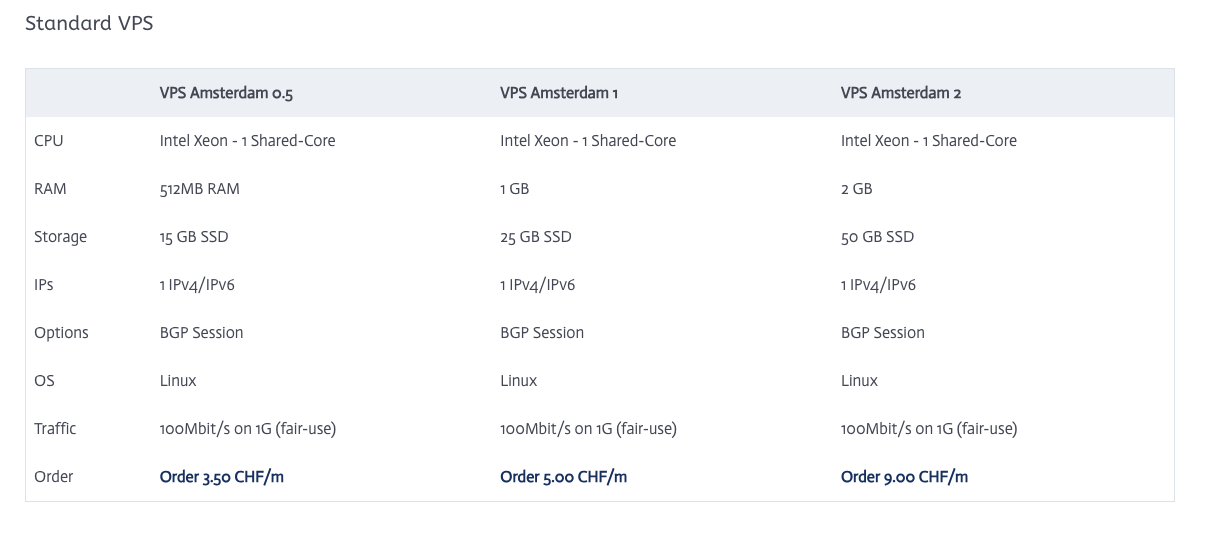 Standard VPS
VPS Amsterdam 0.5 VPS Amsterdam 1 VPS Amsterdam 2
CPU Intel Xeon - 1 Shared-Core Intel Xeon - 1 Shared-Core Intel Xeon - 1 Shared-Core
RAM 512MB RAM 1 GB 2 GB
Storage 15 GB SSD 25 GB SSD 50 GB SSD
IPs 1 IPv4/IPv6 1 IPv4/IPv6 1 IPv4/IPv6
Options BGP Session BGP Session BGP Session
OS Linux Linux Linux
Traffic 100Mbit/s on 1G (fair-use) 100Mbit/s on 1G (fair-use) 100Mbit/s on 1G (fair-use)
Order Order 3.50 CHF/m Order 5.00 CHF/m Order 9.00 CHF/m